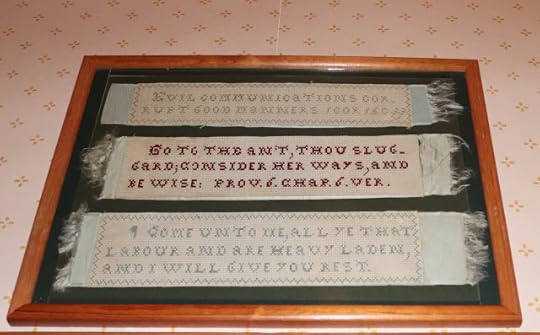 EVIL COMMUNICATIONS COR-
RUPT GOOD MANNERS 1COR
GO TO THE ANT, THOU SLUG-
GARD; CONSIDER HER WAYS, AND
BE WISE: PROV. 6. CHAP. 6. VER.
COME UNTO ME, ALL YE THAT
LABOUR AND ARE HEAVY LADEN,
AND I WILL GIVE YOU REST.